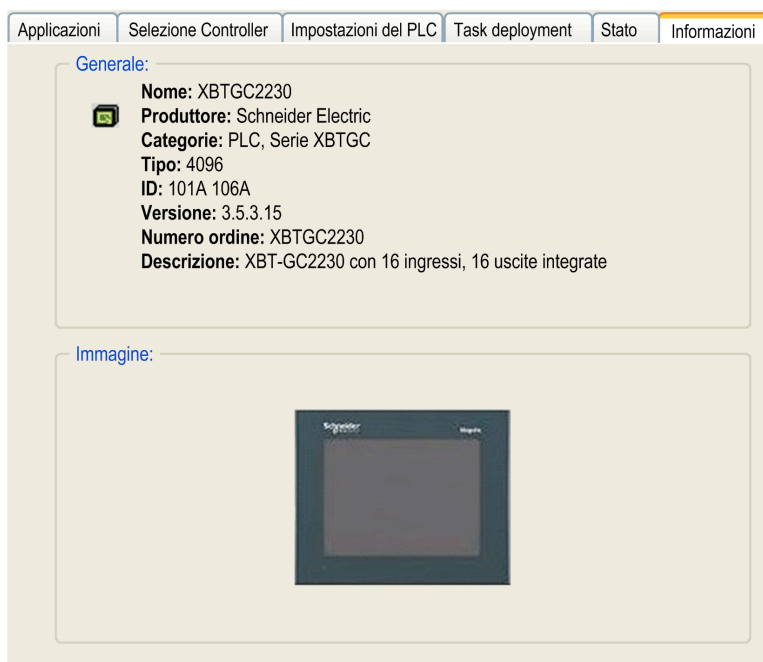 Applicazioni Selezione Controller Impostazioni del PLC Task deployment Stato Informazioni
Generale:
Nome: XBTGC2230
Produttore: Schneider Electric
Categorie: PLC, Serie XBTGC
Tipo: 4096
ID: 101A 106A
Versione: 3.5.3.15
Numero ordine: XBTGC2230
Descrizione: XBT-GC2230 con 16 ingressi, 16 uscite integrate
Immagine:
Schneider